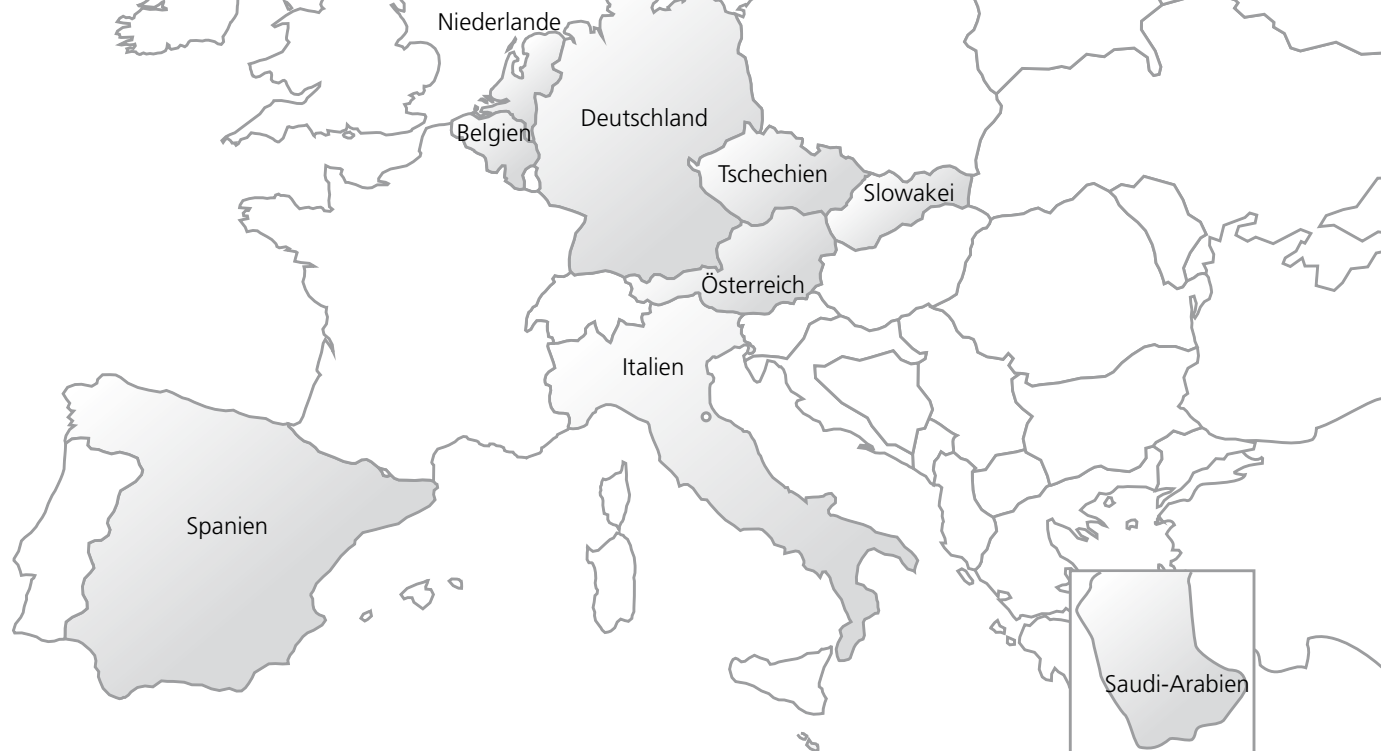 Niederlande
Deutschland
Belgien
Tschechien
Slowakei
Österreich
Italien
Spanien
Saudi-Arabien